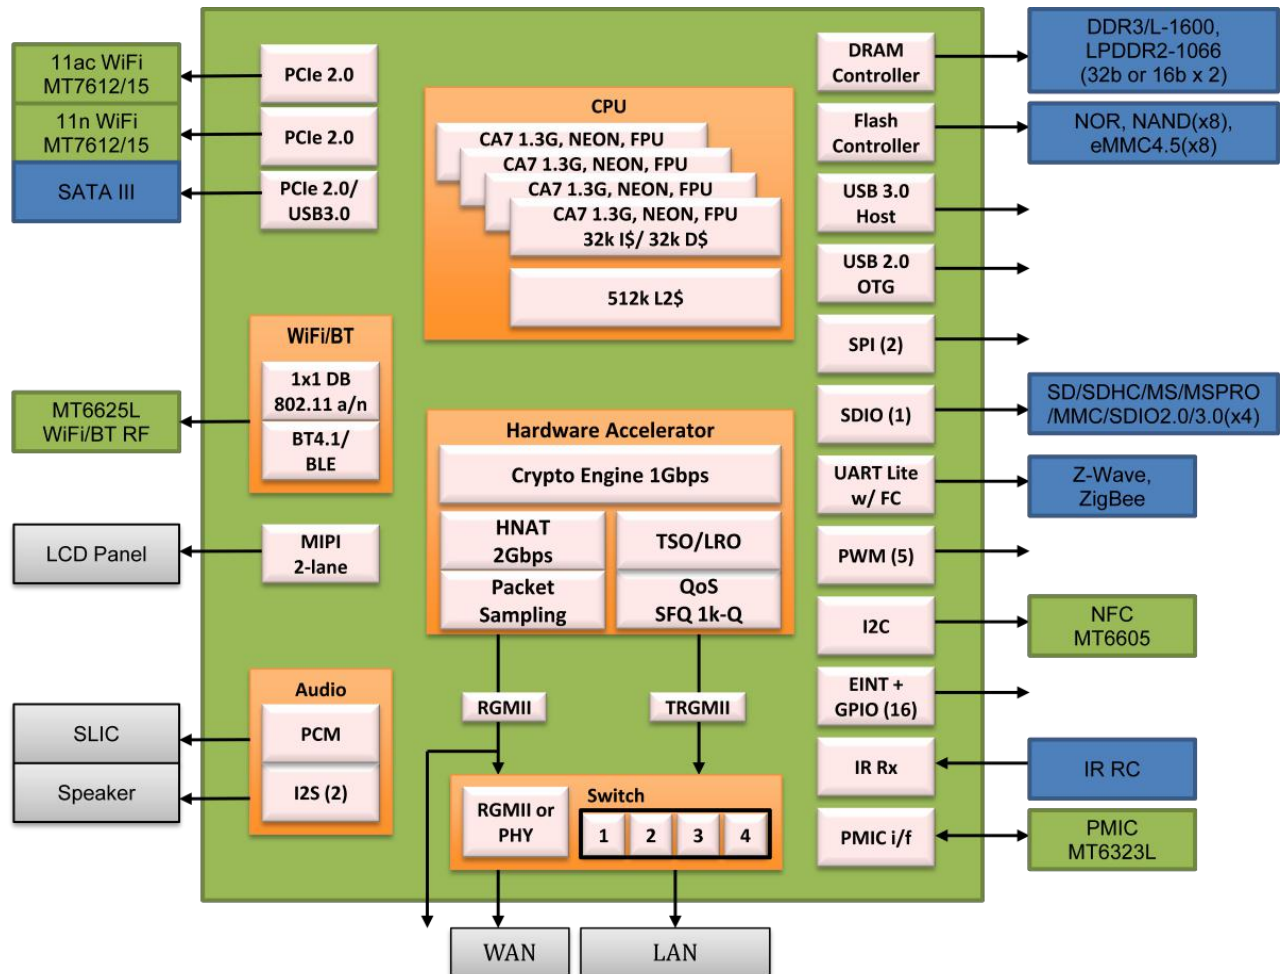 11ac WiFi
MT7612/15
11n WiFi
MT7612/15
SATA III
PCIe 2.0
PCIe 2.0
PCIe 2.0/
USB3.0
WiFi/BT
1x1 DB
802.11 a/n
BT4.1/
BLE
MT6625L
WiFi/BT RF
LCD Panel
MIPI
2-lane
Audio
PCM
I2S (2)
SLIC
Speaker
CPU
CA7 1.3G, NEON, FPU
CA7 1.3G, NEON, FPU
CA7 1.3G, NEON, FPU
CA7 1.3G, NEON, FPU
32k I$/ 32k D$
512k L2$
Hardware Accelerator
Crypto Engine 1Gbps
HNAT
2Gbps
TSO/LRO
Packet
Sampling
QoS
SFQ 1k-Q
RGMII
TRGMII
RGMII or
PHY
Switch
1 2 3 4
WAN
LAN
DRAM
Controller
Flash
Controller
USB 3.0
Host
USB 2.0
OTG
SPI (2)
SDIO (1)
UART Lite
w/ FC
PWM (5)
I2C
EINT +
GPIO (16)
IR Rx
PMIC i/f
DDR3/L-1600,
LPDDR2-1066
(32b or 16b x 2)
NOR, NAND(x8),
eMMC4.5(x8)
SD/SDHC/MS/MSPRO
/MMC/SDIO2.0/3.0(x4)
Z-Wave,
ZigBee
NFC
MT6605
IR RC
PMIC
MT6323L